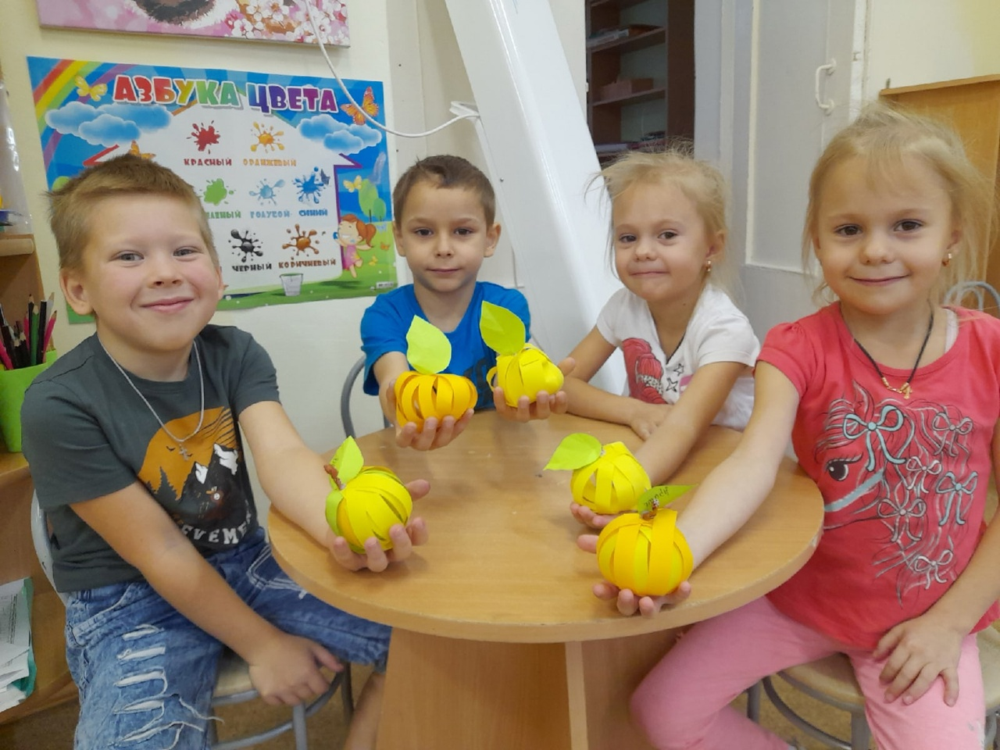 АЗБУКА ЦВЕТА
КРАСНЫЙ ОРАНЖЕВЫЙ
ГОЛУБОЙ СИНИЙ
ЧЕРНЫЙ КОРИЧНЕВЫЙ